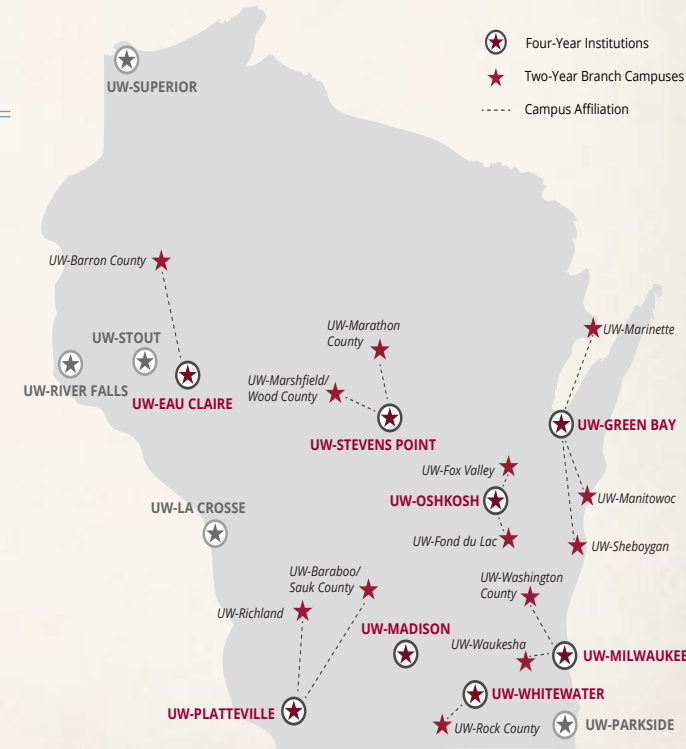 Four-Year Institutions
Two-Year Branch Campuses
Campus Affiliation
UW-SUPERIOR
UW-Barron County
UW-STOUT
UW-RIVER FALLS
UW-EAU CLAIRE
UW-Marathon
County
UW-Marshfield/
Wood County
UW-STEVENS POINT
UW-Marinette
UW-GREEN BAY
UW-Fox Valley
UW-OSHKOSH
UW-Manitowoc
UW-Fond du Lac
UW-Sheboygan
UW-LA CROSSE
UW-Baraboo/
Sauk County
UW-Richland
UW-Washington
County
UW-MADISON
UW-Waukesha
UW-MILWAUKEE
UW-WHITEWATER
UW-PLATTEVILLE
UW-Rock County
UW-PARKSIDE